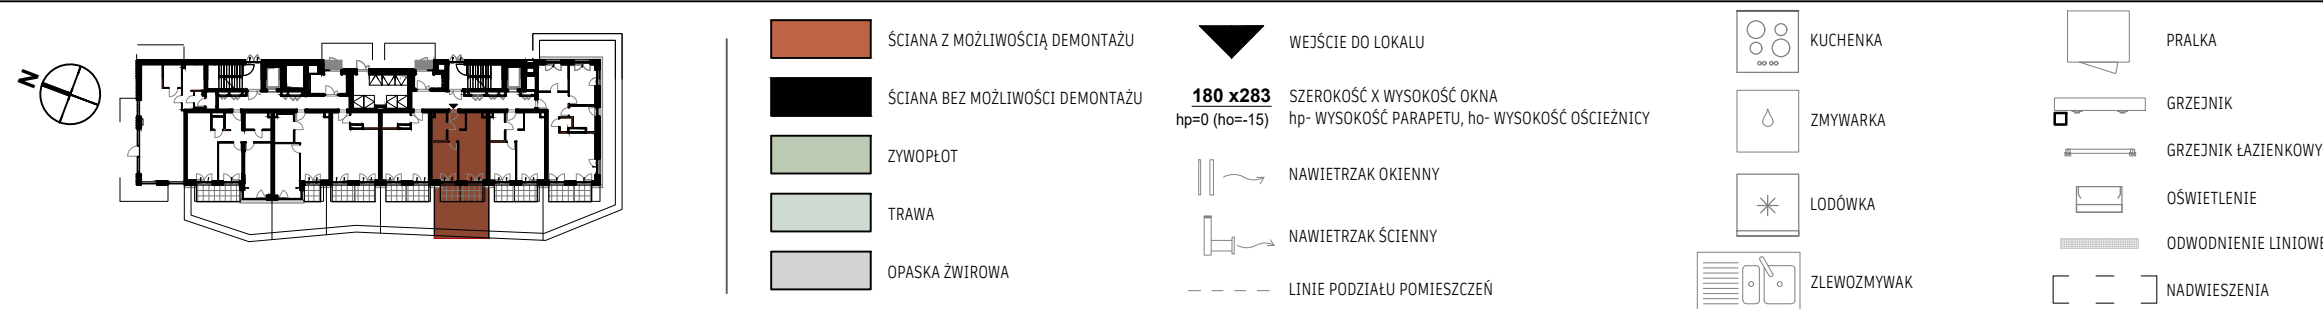 N
ŚCIANA Z MOŻLIWOŚCIĄ DEMONTAŻU
ŚCIANA BEZ MOŻLIWOŚCI DEMONTAŻU
ZYWOPŁOT
TRAWA
OPASKA ŻWIROWA
WEJŚCIE DO LOKALU
180 x283 SZEROKOŚĆ X WYSOKOŚĆ OKNA
hp=0 (ho=-15) hp- WYSOKOŚĆ PARAPETU, ho- WYSOKOŚĆ OŚCIEŻNICY
NAWIETRZAK OKIENNY
NAWIETRZAK ŚCIENNY
LINIE PODZIAŁU POMIESZCZEŃ
KUCHENKA
ZMYWARKA
LODÓWKA
ZLEWOZMYWAK
PRALKA
GRZEJNIK
GRZEJNIK ŁAZIENKOWY
OŚWIETLENIE
ODWODNIENIE LINIOWE
NADWIESZENIA